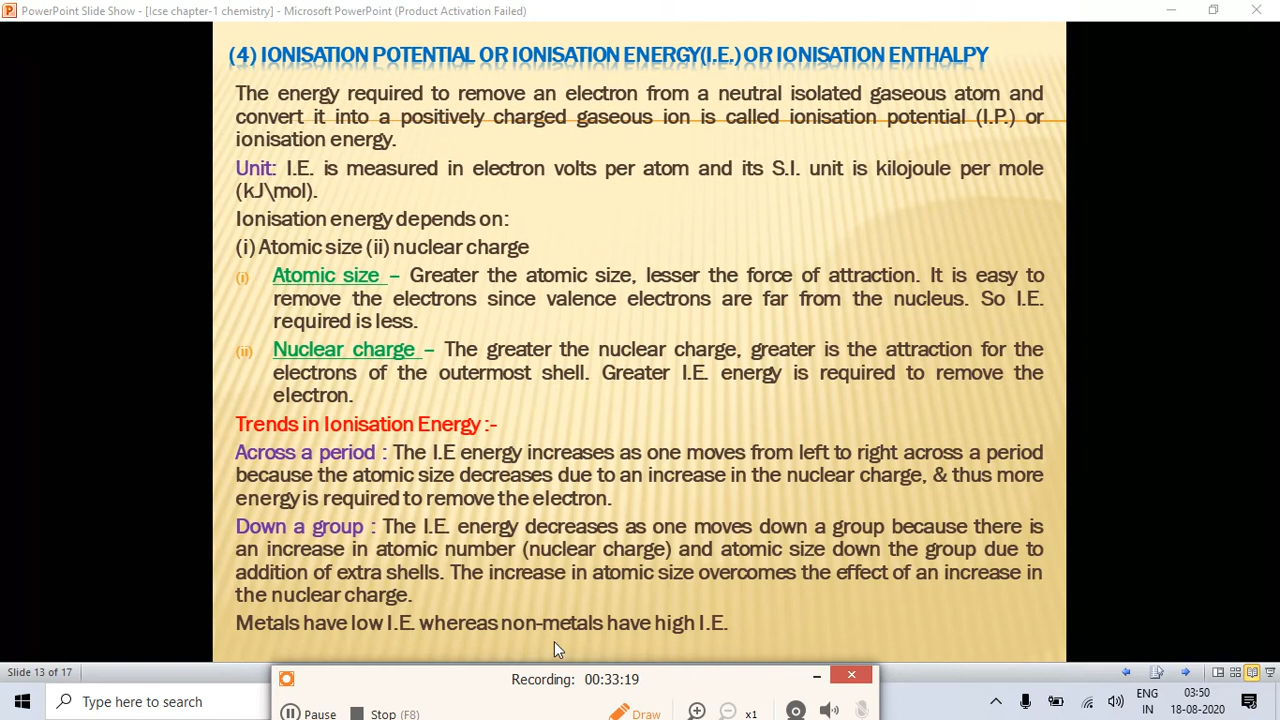 PowerPoint Slide Show - [Icse chapter-1 chemistry] - Microsoft PowerPoint (Product Activation Failed)
(4) IONISATION POTENTIAL OR IONISATION ENERGY(I.E.) OR IONISATION ENTHALPY
The energy required to remove an electron from a neutral isolated gaseous atom and
convert it into a positively charged gaseous ion is called ionisation potential (I.P.) or
ionisation energy.
Unit: I.E. is measured in electron volts per atom and its S.I. unit is kilojoule per mole
(kJ\mol).
Ionisation energy depends on:
(i) Atomic size (ii) nuclear charge
(i) Atomic size – Greater the atomic size, lesser the force of attraction. It is easy to
remove the electrons since valence electrons are far from the nucleus. So I.E.
required is less.
(ii) Nuclear charge – The greater the nuclear charge, greater is the attraction for the
electrons of the outermost shell. Greater I.E. energy is required to remove the
electron.
Trends in Ionisation Energy :-
Across a period : The I.E energy increases as one moves from left to right across a period
because the atomic size decreases due to an increase in the nuclear charge, & thus more
energy is required to remove the electron.
Down a group : The I.E. energy decreases as one moves down a group because there is
an increase in atomic number (nuclear charge) and atomic size down the group due to
addition of extra shells. The increase in atomic size overcomes the effect of an increase in
the nuclear charge.
Metals have low I.E. whereas non-metals have high I.E.
Slide 13 of 17
Recording: 00:33:19
Pause Stop (F8) Draw x1
Type here to search
ENG
IN
03:50
18-08-2020